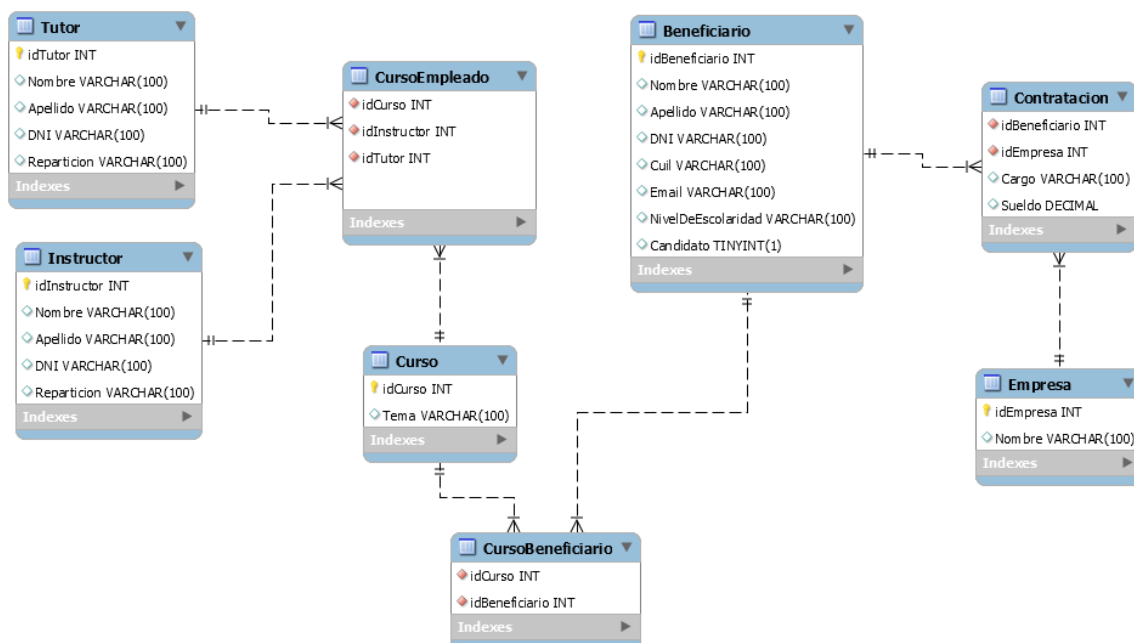 Tutor
idTutor INT
Nombre VARCHAR(100)
Apellido VARCHAR(100)
DNI VARCHAR(100)
Reparticion VARCHAR(100)
Indexes
Instructor
idInstructor INT
Nombre VARCHAR(100)
Apellido VARCHAR(100)
DNI VARCHAR(100)
Reparticion VARCHAR(100)
Indexes
CursoEmpleado
idCurso INT
idInstructor INT
idTutor INT
Indexes
Curso
idCurso INT
Tema VARCHAR(100)
Indexes
CursoBeneficiario
idCurso INT
idBeneficiario INT
Indexes
Beneficiario
idBeneficiario INT
Nombre VARCHAR(100)
Apellido VARCHAR(100)
DNI VARCHAR(100)
Cuil VARCHAR(100)
Email VARCHAR(100)
NivelDeEscolaridad VARCHAR(100)
Candidato TINYINT(1)
Indexes
Contratacion
idBeneficiario INT
idEmpresa INT
Cargo VARCHAR(100)
Sueldo DECIMAL
Indexes
Empresa
idEmpresa INT
Nombre VARCHAR(100)
Indexes